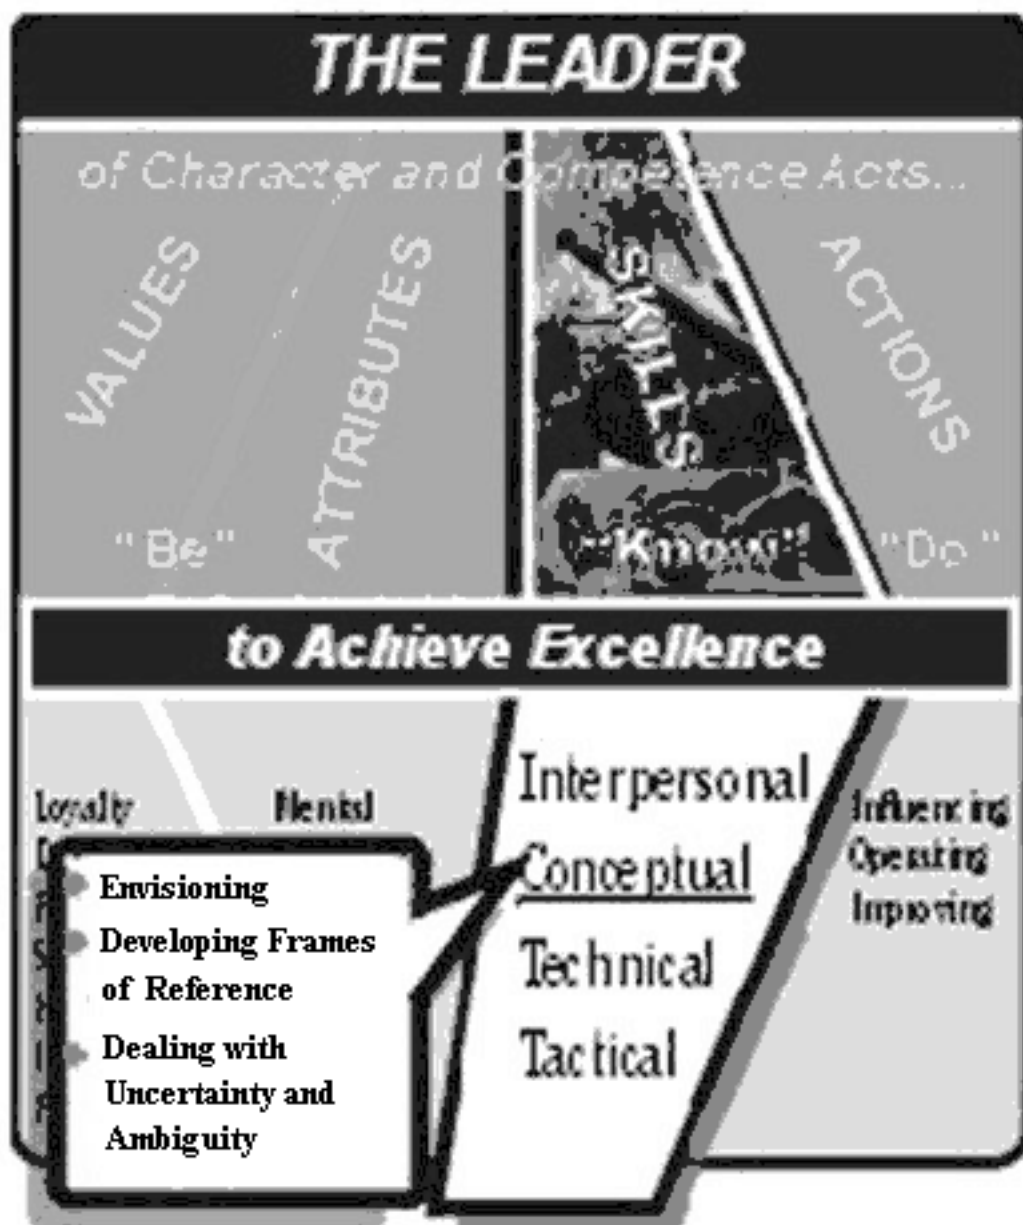 THE LEADER
of Character and Competence Acts...
VALUES
ATTRIBUTES
SKILLS
ACTIONS
"Be"
"Know"
"Do"
to Achieve Excellence
Loyalty
Mental
Interpersonal
Conceptual
Technical
Tactical
Influencing
Operating
Improving
Envisioning
Developing Frames
of Reference
Dealing with
Uncertainty and
Ambiguity